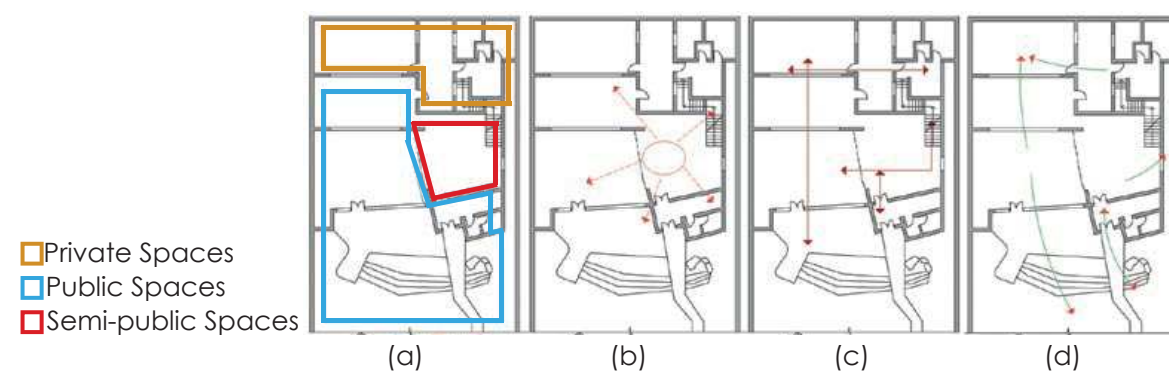 Private Spaces
Public Spaces
Semi-public Spaces
(a)
(b)
(c)
(d)